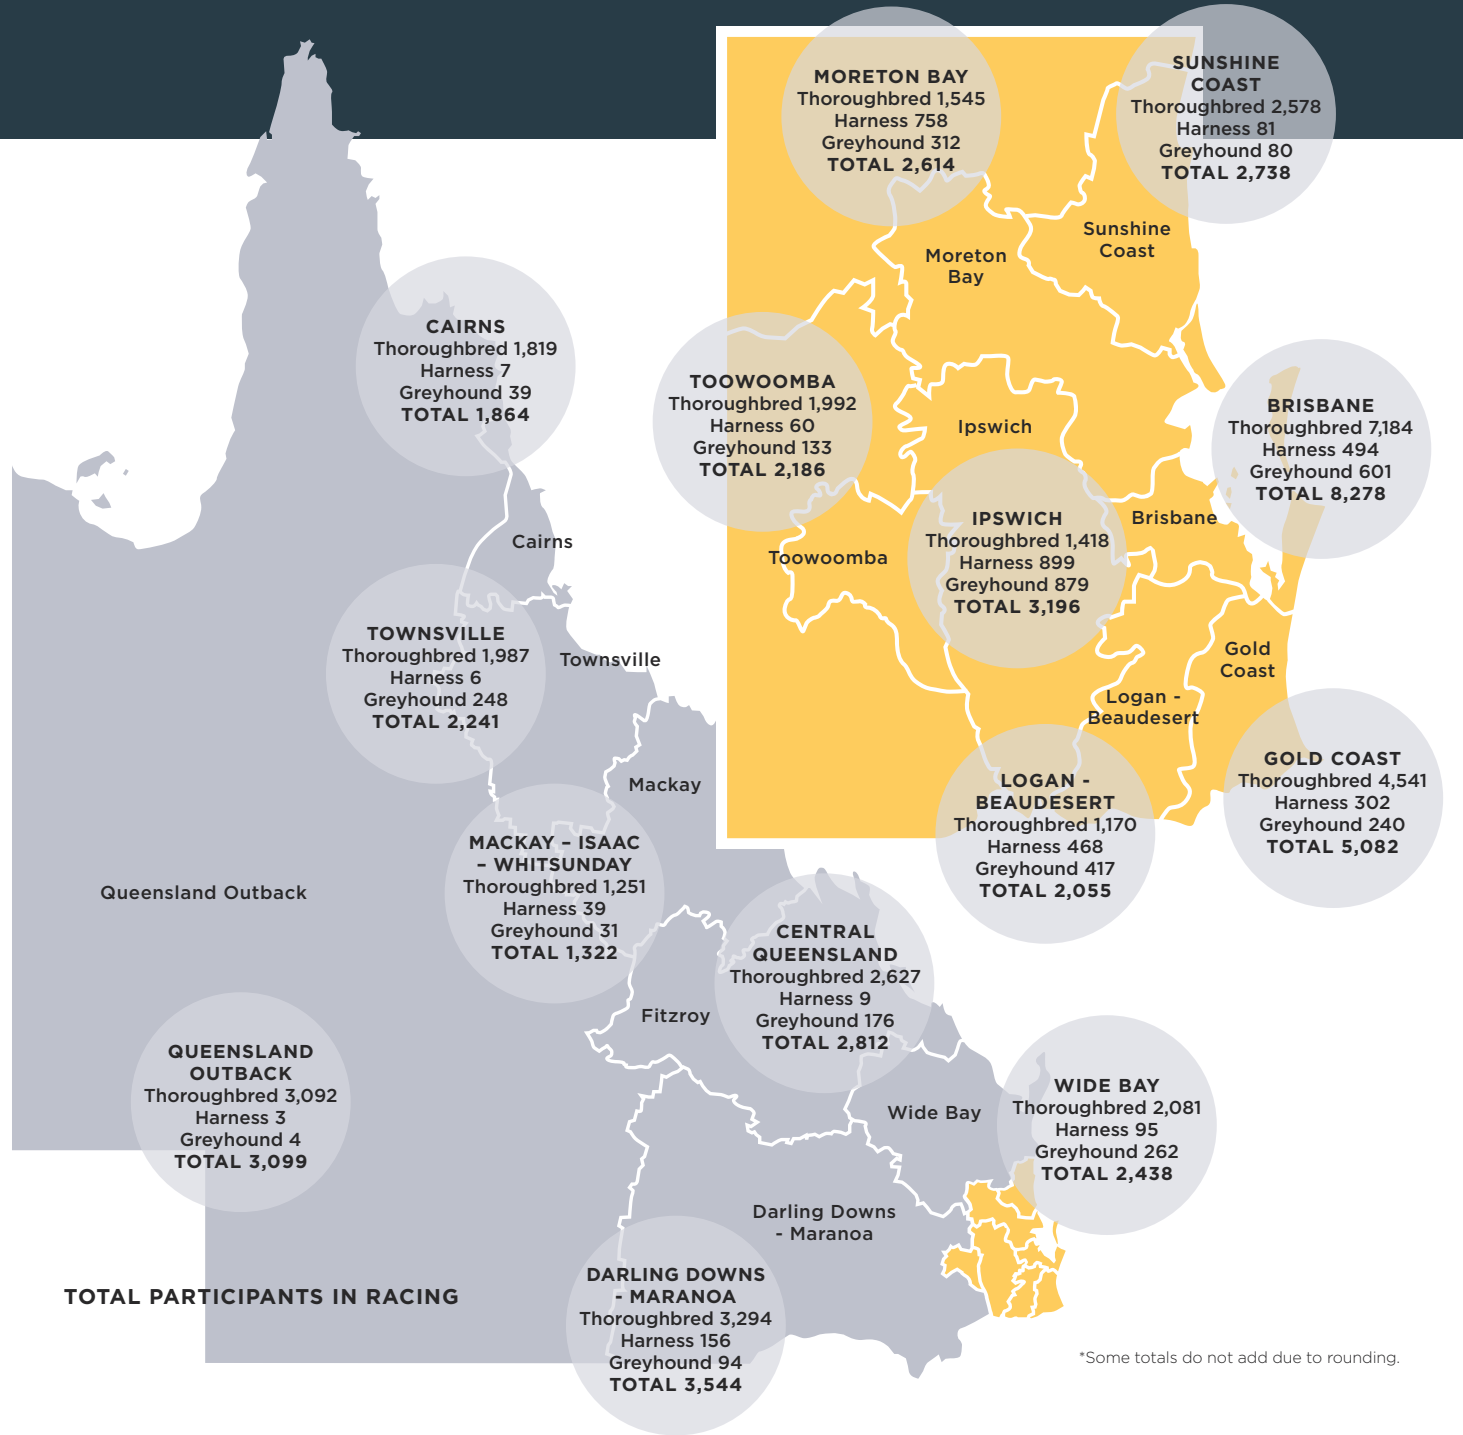 MORETON BAY
Thoroughbred 1,545
Harness 758
Greyhound 312
TOTAL 2,614
SUNSHINE
COAST
Thoroughbred 2,578
Harness 81
Greyhound 80
TOTAL 2,738
Sunshine
Coast
Moreton
Bay
CAIRNS
Thoroughbred 1,819
Harness 7
Greyhound 39
TOTAL 1,864
TOOWOOMBA
Thoroughbred 1,992
Harness 60
Greyhound 133
TOTAL 2,186
Ipswich
BRISBANE
Thoroughbred 7,184
Harness 494
Greyhound 601
TOTAL 8,278
IPSWICH
Thoroughbred 1,418
Harness 899
Greyhound 879
TOTAL 3,196
Brisbane
Cairns
Toowoomba
TOWNSVILLE
Thoroughbred 1,987
Harness 6
Greyhound 248
TOTAL 2,241
Townsville
Gold
Coast
Logan -
Beaudesert
Mackay
LOGAN -
BEAUDESERT
Thoroughbred 1,170
Harness 468
Greyhound 417
TOTAL 2,055
GOLD COAST
Thoroughbred 4,541
Harness 302
Greyhound 240
TOTAL 5,082
MACKAY – ISAAC
– WHITSUNDAY
Thoroughbred 1,251
Harness 39
Greyhound 31
TOTAL 1,322
Queensland Outback
CENTRAL
QUEENSLAND
Thoroughbred 2,627
Harness 9
Greyhound 176
TOTAL 2,812
Fitzroy
QUEENSLAND
OUTBACK
Thoroughbred 3,092
Harness 3
Greyhound 4
TOTAL 3,099
Wide Bay
WIDE BAY
Thoroughbred 2,081
Harness 95
Greyhound 262
TOTAL 2,438
Darling Downs
- Maranoa
DARLING DOWNS
- MARANOA
Thoroughbred 3,294
Harness 156
Greyhound 94
TOTAL 3,544
TOTAL PARTICIPANTS IN RACING
*Some totals do not add due to rounding.